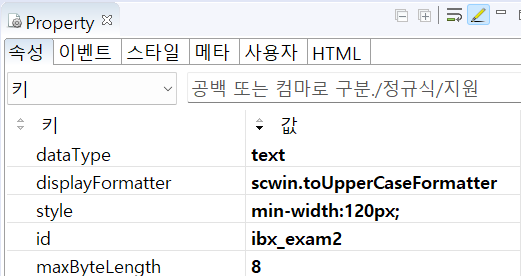 Property
속성 이벤트 스타일 메타 사용자 HTML
키 공백 또는 컴마로 구분./정규식/지원
키 값
dataType text
displayFormatter scwin.toUpperCaseFormatter
style min-width:120px;
id ibx_exam2
maxByteLength 8